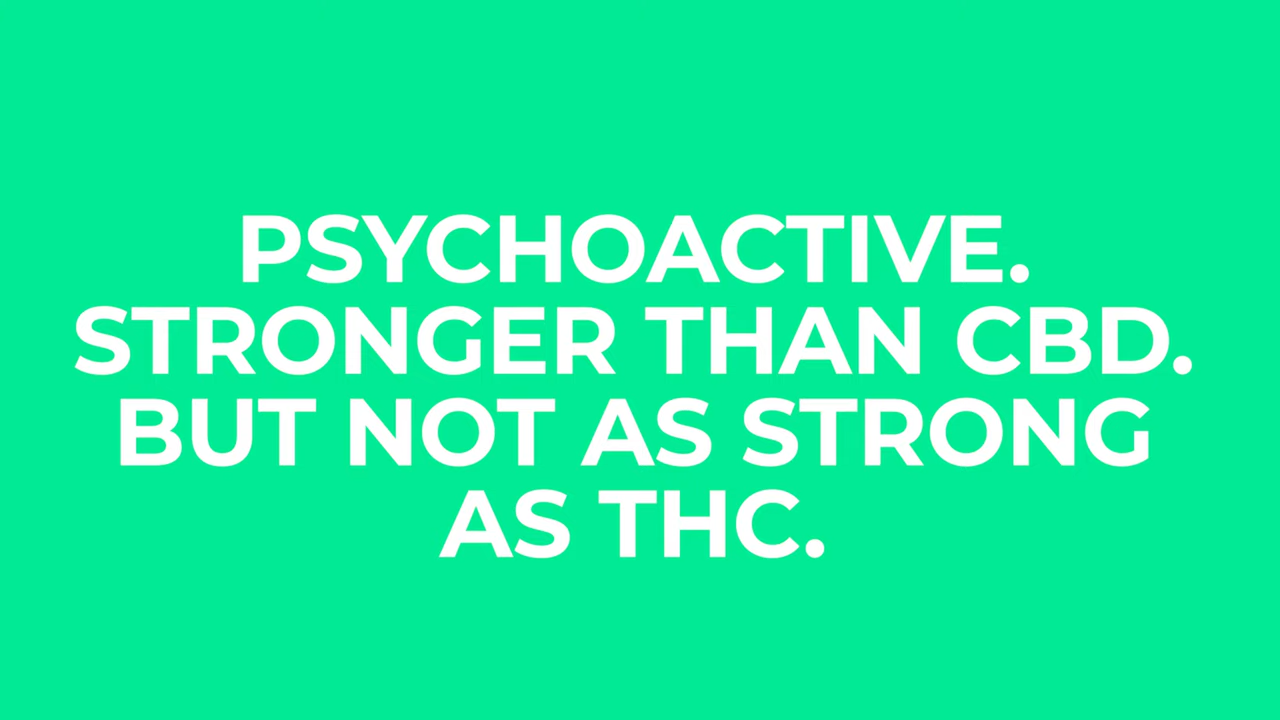 PSYCHOACTIVE.
STRONGER THAN CBD.
BUT NOT AS STRONG
AS THC.